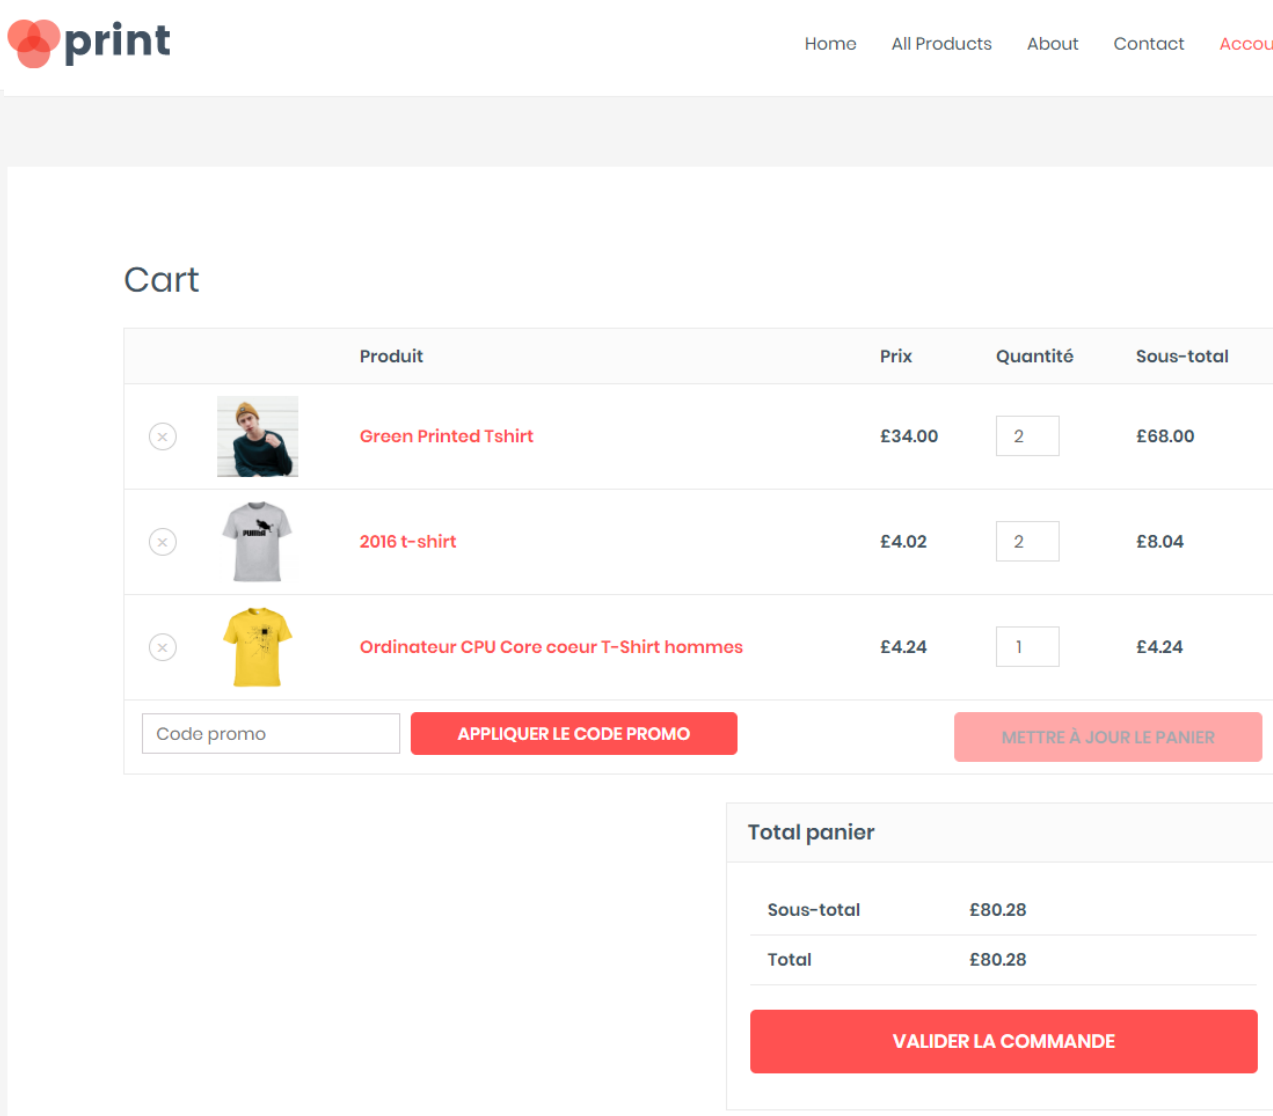 print
Home All Products About Contact Accou
Cart
Produit Prix Quantité Sous-total
Green Printed Tshirt £34.00 2 £68.00
2016 t-shirt £4.02 2 £8.04
Ordinateur CPU Core coeur T-Shirt hommes £4.24 1 £4.24
Code promo APPLIQUER LE CODE PROMO METTRE À JOUR LE PANIER
Total panier
Sous-total £80.28
Total £80.28
VALIDER LA COMMANDE